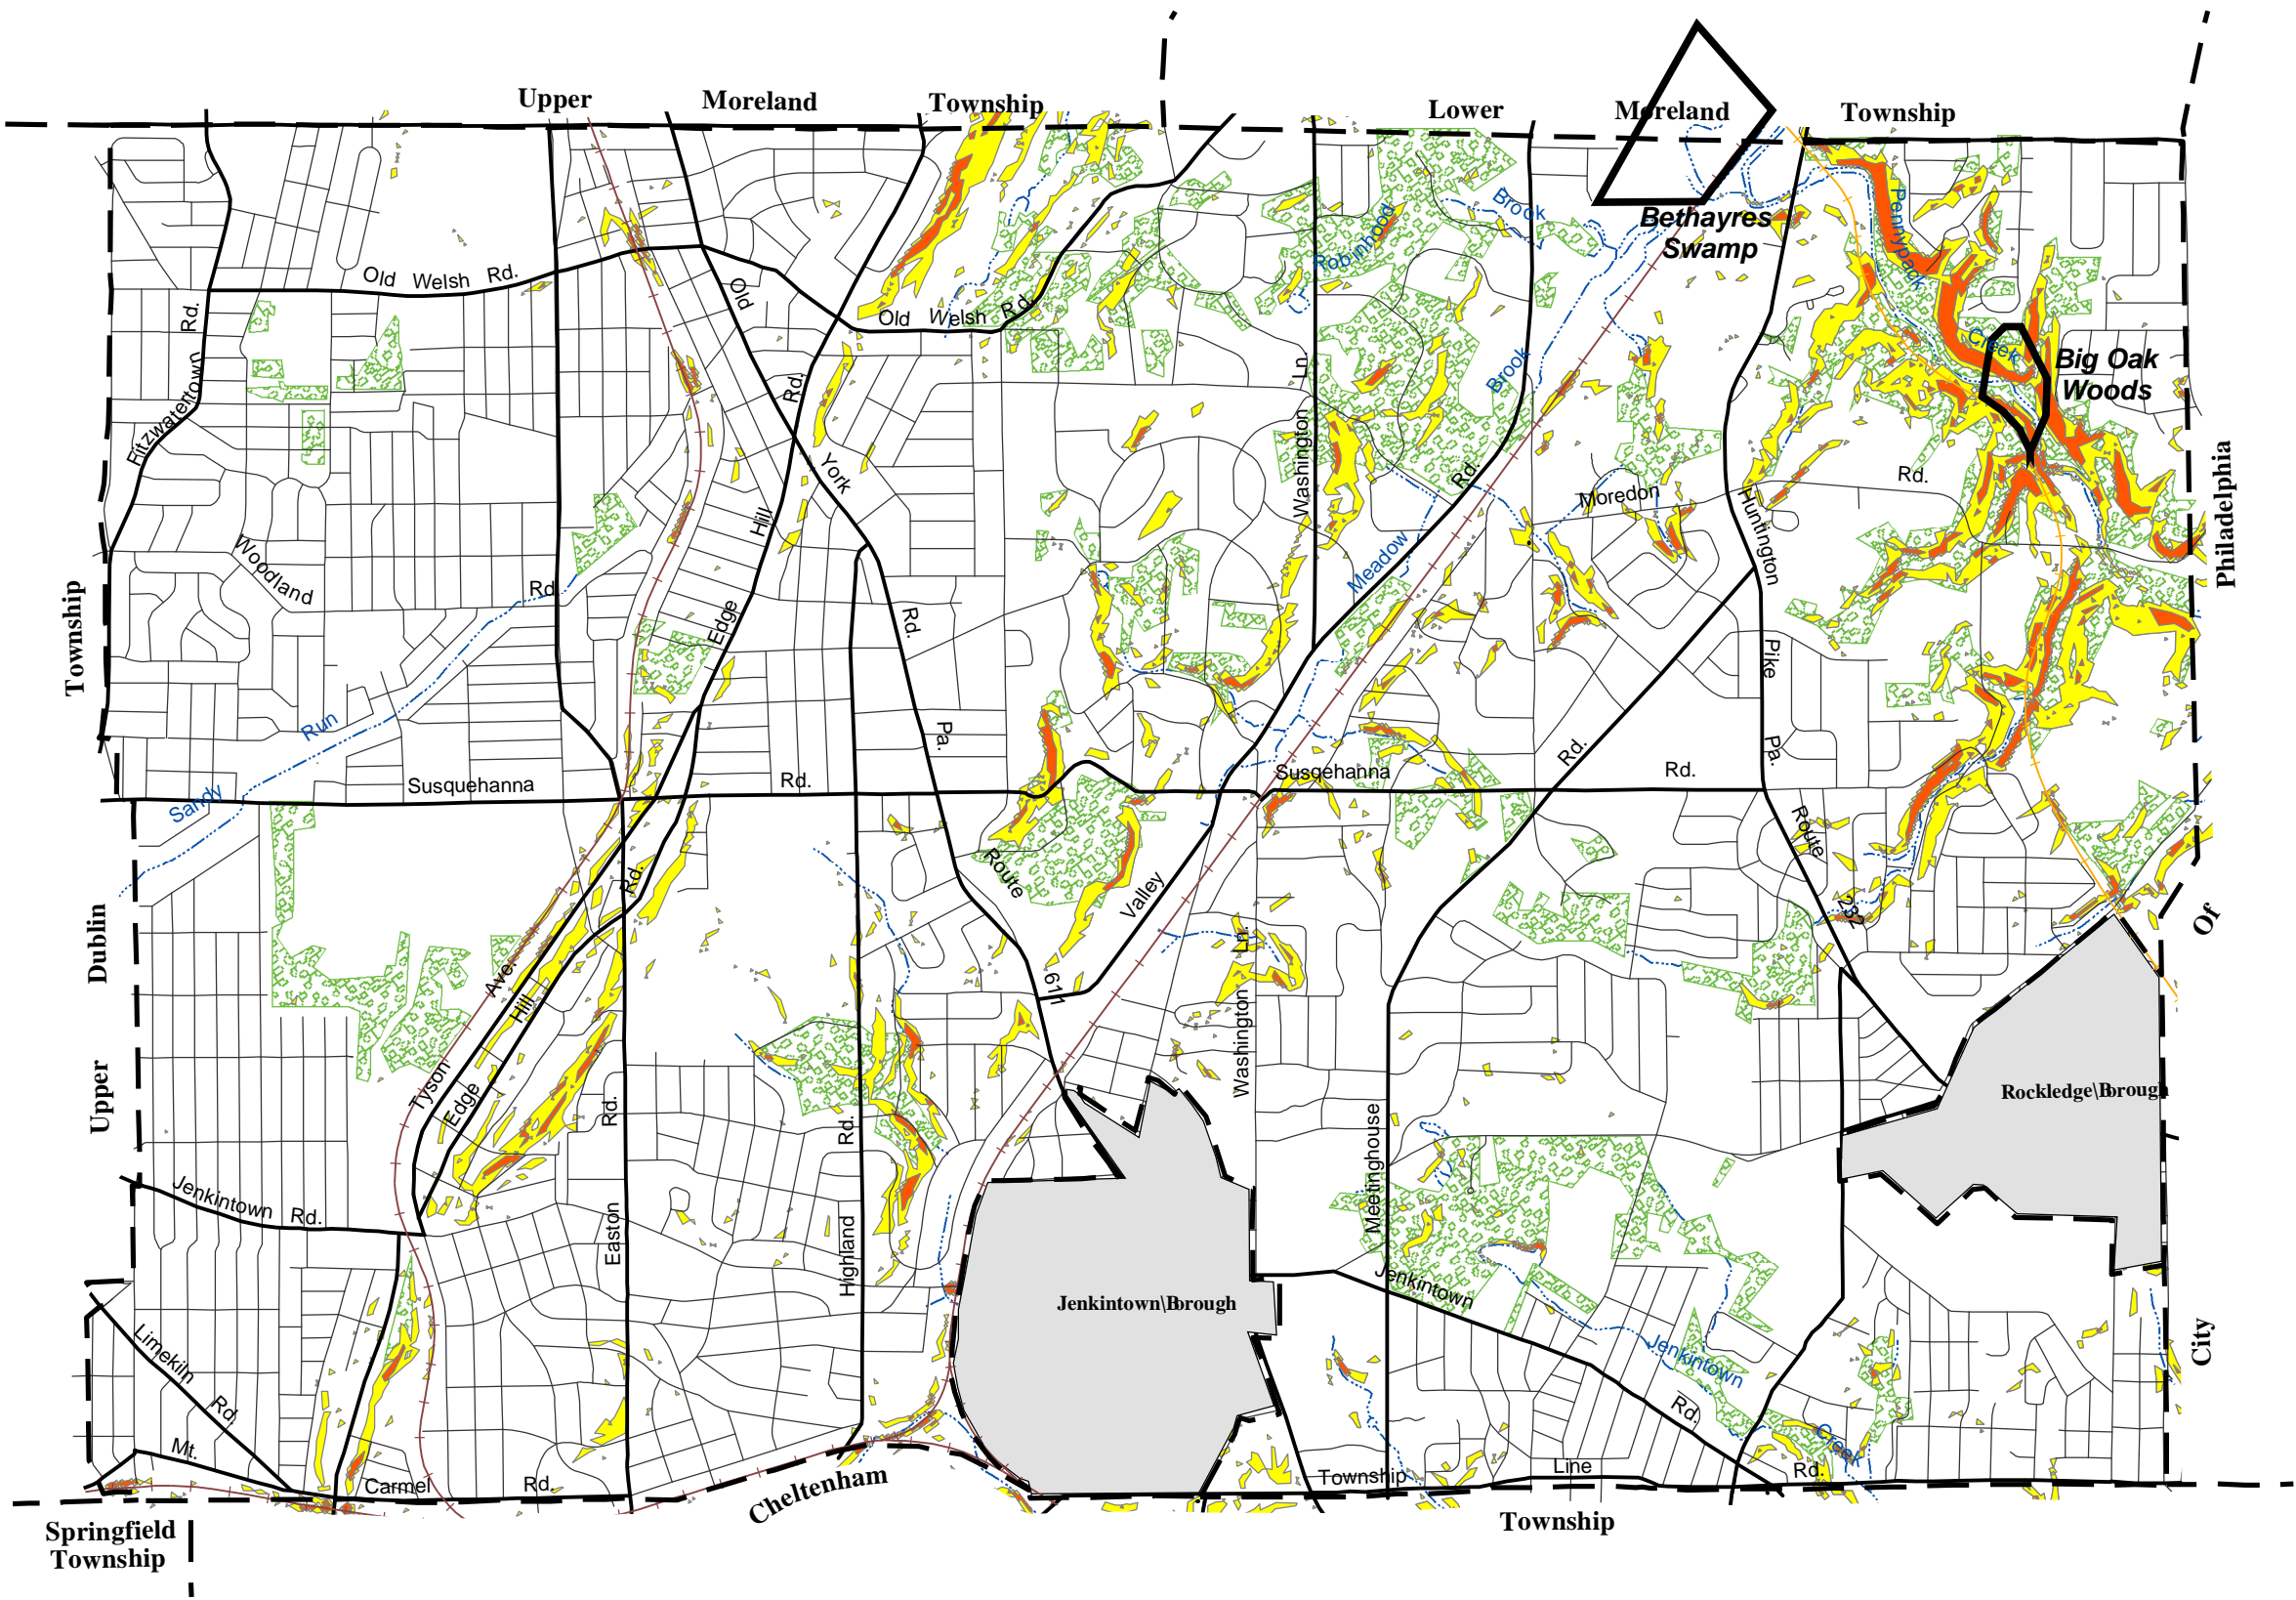 Upper Moreland Township
Lower Moreland Township
Bethayres
Swamp
Big Oak
Woods
Pennypack
Creek
Robinhood
Brook
Old Welsh Rd.
Old Welsh Rd.
Fitzwatertown
Rd.
Old
York
Rd.
Pa.
Route
611
Edge
Hill
Rd.
Washington
Ln
Brook
Meadow
Rd.
Moredon
Rd.
Huntington
Pike
Pa.
Route
232
Philadelphia
Of
City
Township
Dublin
Upper
Woodland
Rd.
Sandy
Run
Susquehanna
Rd.
Susqehanna
Rd.
Rd.
Valley
Washington
Ln.
Meetinghouse
Tyson
Ave.
Edge
Hill
Rd.
Easton
Rd.
Highland
Rd.
Jenkintown Rd.
Limekiln
Rd.
Mt.
Carmel
Rd.
Rockledge\Borough
Jenkintown\Borough
Jenkintown
Rd.
Jenkintown
Creek
Township
Line
Rd.
Cheltenham
Township
Springfield
Township